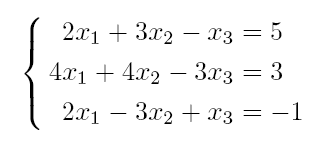 2x₁ + 3x₂ − x₃ = 5
4x₁ + 4x₂ − 3x₃ = 3
2x₁ − 3x₂ + x₃ = −1